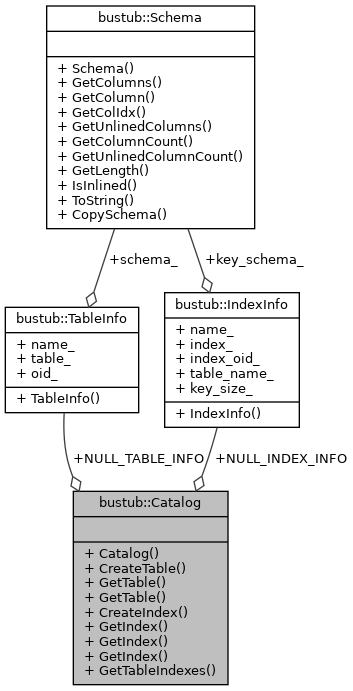 bustub::Schema
+ Schema()
+ GetColumns()
+ GetColumn()
+ GetColIdx()
+ GetUnlinedColumns()
+ GetColumnCount()
+ GetUnlinedColumnCount()
+ GetLength()
+ IsInlined()
+ ToString()
+ CopySchema()
+schema_
+key_schema_
bustub::TableInfo
+ name_
+ table_
+ oid_
+ TableInfo()
bustub::IndexInfo
+ name_
+ index_
+ index_oid_
+ table_name_
+ key_size_
+ IndexInfo()
+NULL_TABLE_INFO
+NULL_INDEX_INFO
bustub::Catalog
+ Catalog()
+ CreateTable()
+ GetTable()
+ GetTable()
+ CreateIndex()
+ GetIndex()
+ GetIndex()
+ GetIndex()
+ GetTableIndexes()